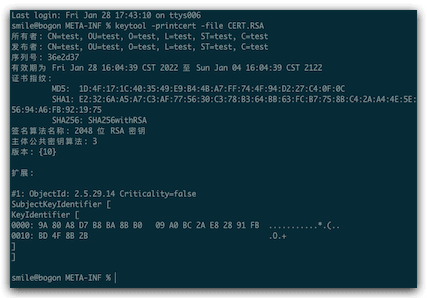 Last login: Fri Jan 28 17:43:10 on ttys006
smile@bogon META-INF % keytool -printcert -file CERT.RSA
所有者: CN=test, OU=test, O=test, L=test, ST=test, C=test
发布者: CN=test, OU=test, O=test, L=test, ST=test, C=test
序列号: 36e2d37
有效期为 Fri Jan 28 16:04:39 CST 2022 至 Sun Jan 04 16:04:39 CST 2122
证书指纹:
MD5: 1D:4F:17:1C:40:35:49:E9:B4:4B:A7:FF:74:4F:94:D2:27:C4:0F:0C
SHA1: E2:32:6A:A5:A7:C3:AF:77:56:30:C3:78:B3:64:BB:63:FC:B7:75:8B:C4:2A:A4:4E:5E:
56:94:A6:FB:92:19:75
SHA256: SHA256withRSA
签名算法名称: 2048 位 RSA 密钥
主体公共密钥算法: 3
版本: {10}
扩展:
#1: ObjectId: 2.5.29.14 Criticality=false
SubjectKeyIdentifier [
KeyIdentifier [
0000: 9A 80 A8 D7 B8 BA 8B B0 09 A0 BC 2A E8 28 91 FB ...........*.(..
0010: BD 4F 8B 2B .O.+
]
]
smile@bogon META-INF %